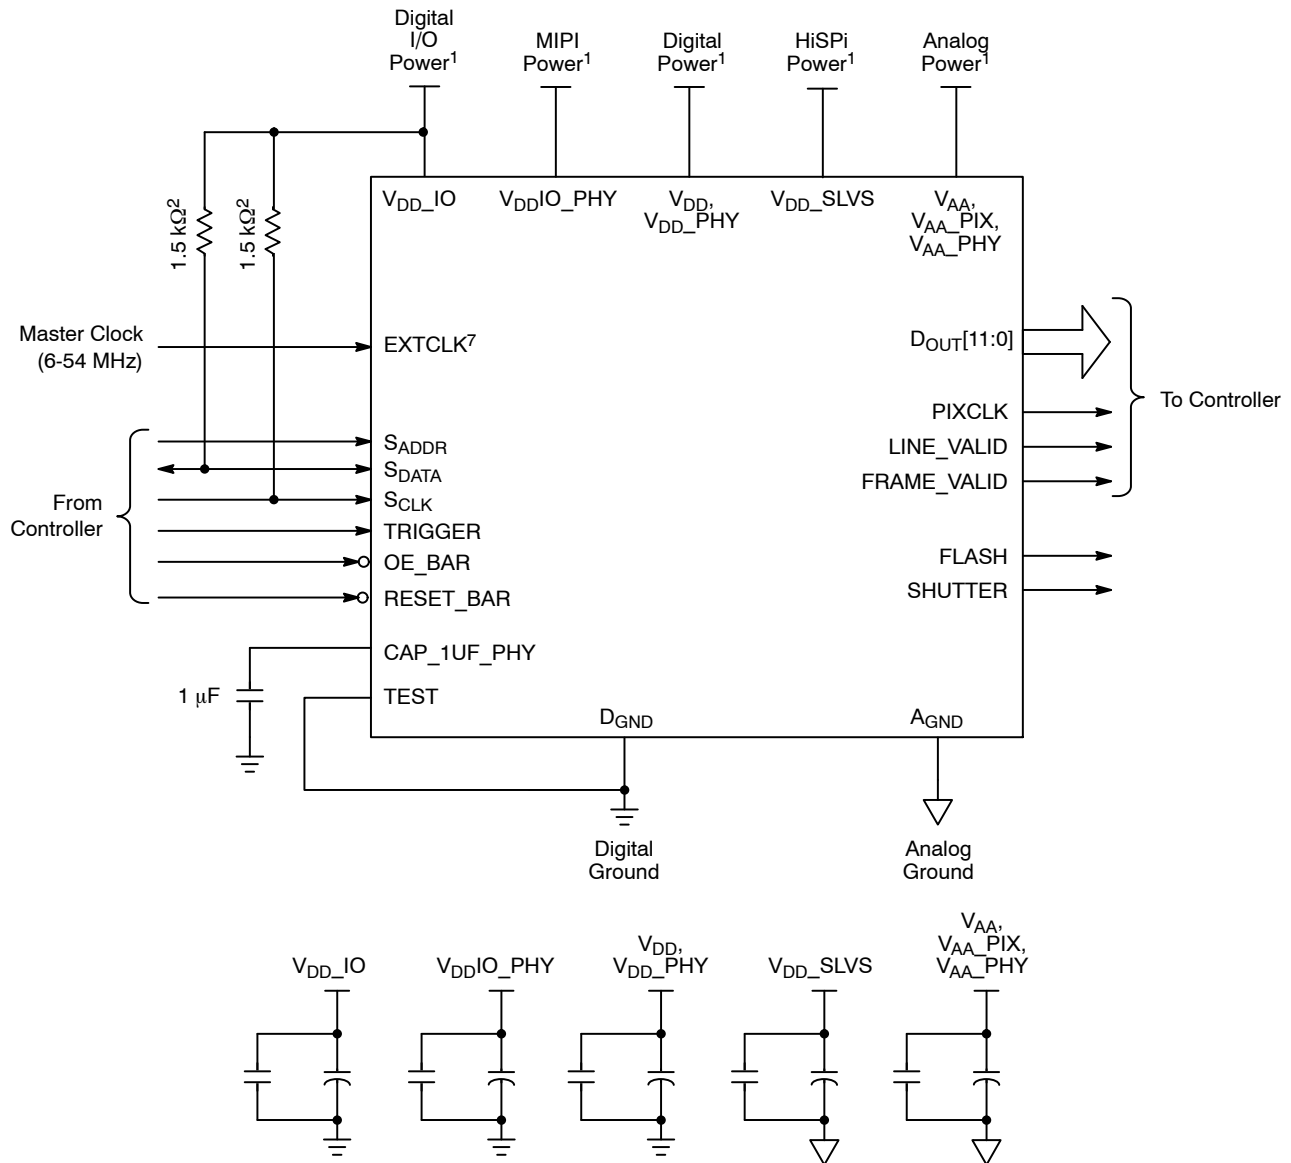 Digital
I/O
Power1
MIPI
Power1
Digital
Power1
HiSPi
Power1
Analog
Power1
VDD_IO
VDDIO_PHY
VDD,
VDD_PHY
VDD_SLVS
VAA,
VAA_PIX,
VAA_PHY
1.5 kΩ2
1.5 kΩ2
Master Clock
(6-54 MHz)
EXTCLK7
From
Controller
SADDR
SDATA
SCLK
TRIGGER
OE_BAR
RESET_BAR
CAP_1UF_PHY
1 μF
TEST
DOUT[11:0]
PIXCLK
LINE_VALID
FRAME_VALID
To Controller
FLASH
SHUTTER
DGND
AGND
Digital
Ground
Analog
Ground
VDD_IO
VDDIO_PHY
VDD,
VDD_PHY
VDD_SLVS
VAA,
VAA_PIX,
VAA_PHY